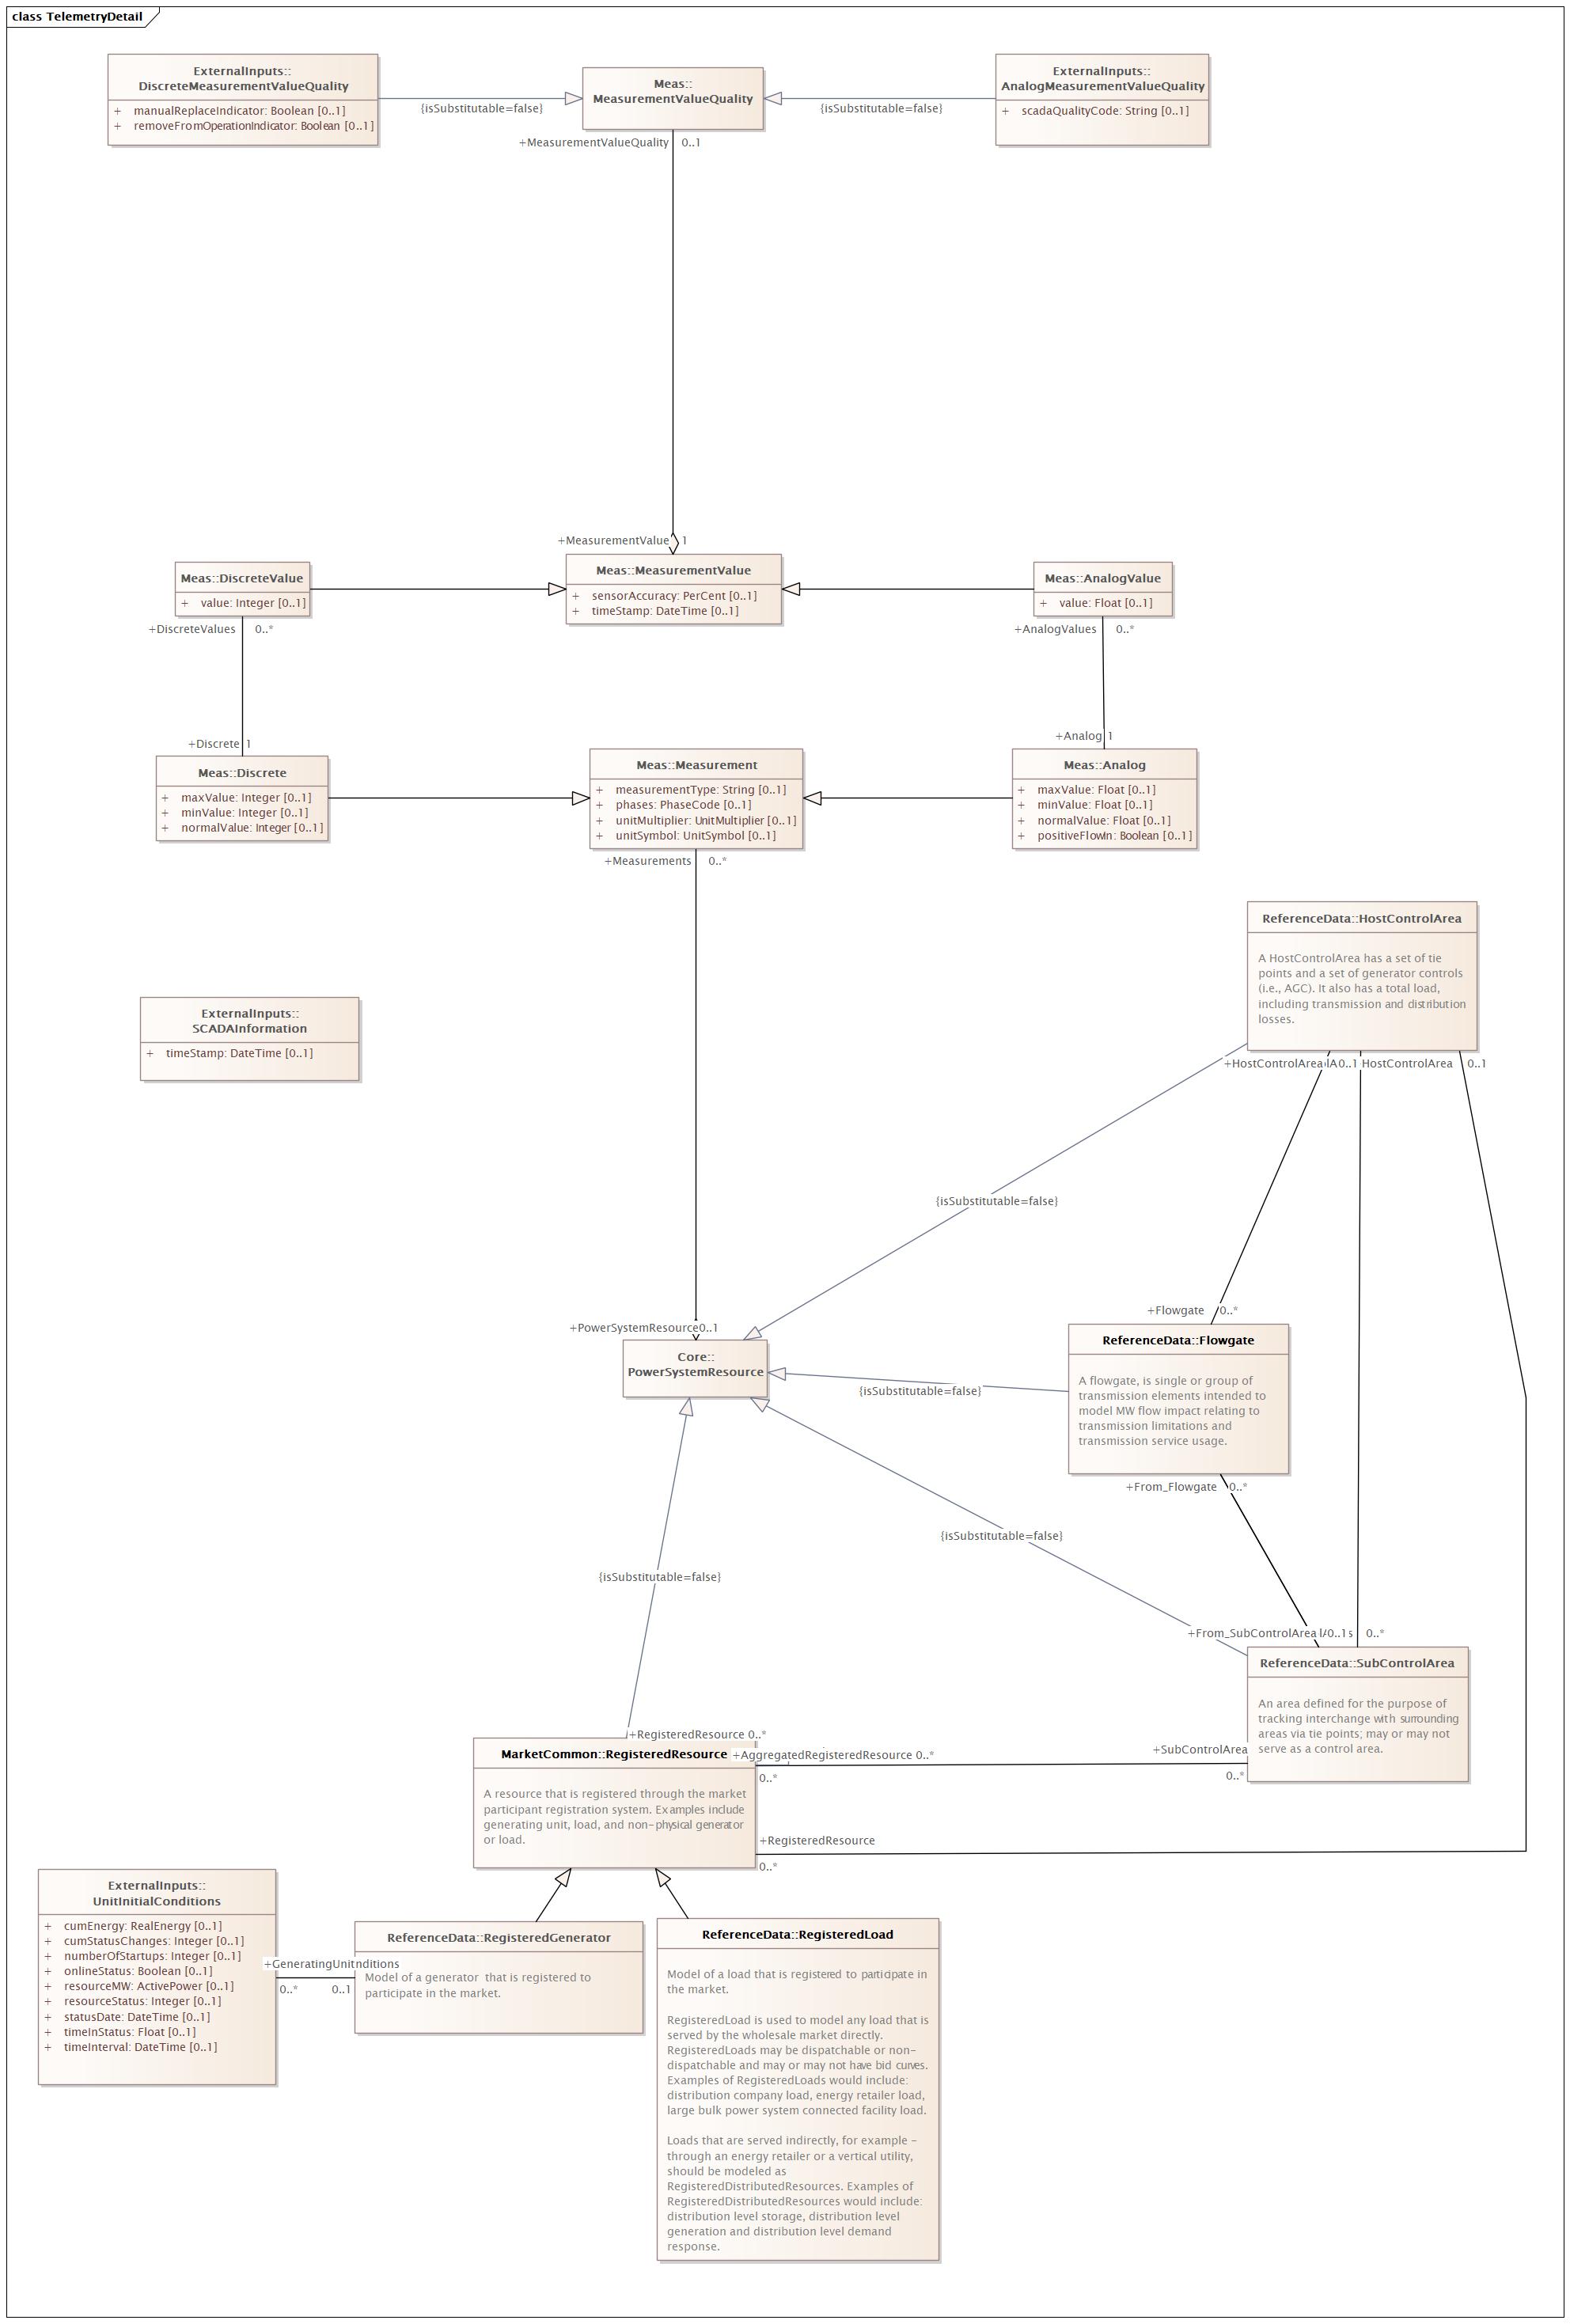 class TelemetryDetail
ExternalInputs::
DiscreteMeasurementValueQuality
+ manualReplaceIndicator: Boolean [0..1]
+ removeFromOperationIndicator: Boolean [0..1]
{isSubstitutable=false}
Meas::
MeasurementValueQuality
{isSubstitutable=false}
ExternalInputs::
AnalogMeasurementValueQuality
+ scadaQualityCode: String [0..1]
+MeasurementValueQuality 0..1
+MeasurementValue 1
Meas::DiscreteValue
+ value: Integer [0..1]
Meas::MeasurementValue
+ sensorAccuracy: PerCent [0..1]
+ timeStamp: DateTime [0..1]
Meas::AnalogValue
+ value: Float [0..1]
+DiscreteValues 0..*
+AnalogValues 0..*
+Discrete 1
+Analog 1
Meas::Discrete
+ maxValue: Integer [0..1]
+ minValue: Integer [0..1]
+ normalValue: Integer [0..1]
Meas::Measurement
+ measurementType: String [0..1]
+ phases: PhaseCode [0..1]
+ unitMultiplier: UnitMultiplier [0..1]
+ unitSymbol: UnitSymbol [0..1]
Meas::Analog
+ maxValue: Float [0..1]
+ minValue: Float [0..1]
+ normalValue: Float [0..1]
+ positiveFlowIn: Boolean [0..1]
+Measurements 0..*
ReferenceData::HostControlArea
A HostControlArea has a set of tie
points and a set of generator controls
(i.e., AGC). It also has a total load,
including transmission and distribution
losses.
ExternalInputs::
SCADAInformation
+ timeStamp: DateTime [0..1]
+HostControlArea 0..1 HostControlArea 0..1
{isSubstitutable=false}
+Flowgate 0..*
+PowerSystemResource 0..1
Core::
PowerSystemResource
{isSubstitutable=false}
ReferenceData::Flowgate
A flowgate, is single or group of
transmission elements intended to
model MW flow impact relating to
transmission limitations and
transmission service usage.
+From_Flowgate 0..*
{isSubstitutable=false}
{isSubstitutable=false}
+From_SubControlArea 0..1 s 0..*
ReferenceData::SubControlArea
An area defined for the purpose of
tracking interchange with surrounding
areas via tie points; may or may not
serve as a control area.
+RegisteredResource 0..*
MarketCommon::RegisteredResource
+AggregatedRegisteredResource 0..*
0..*
+SubControlArea
0..*
A resource that is registered through the market
participant registration system. Examples include
generating unit, load, and non-physical generator
or load.
+RegisteredResource
0..*
ExternalInputs::
UnitInitialConditions
+ cumEnergy: RealEnergy [0..1]
+ cumStatusChanges: Integer [0..1]
+ numberOfStartups: Integer [0..1]
+ onlineStatus: Boolean [0..1]
+ resourceMW: ActivePower [0..1]
+ resourceStatus: Integer [0..1]
+ statusDate: DateTime [0..1]
+ timeInStatus: Float [0..1]
+ timeInterval: DateTime [0..1]
+GeneratingUnitnditions
0..* 0..1
ReferenceData::RegisteredGenerator
Model of a generator that is registered to
participate in the market.
ReferenceData::RegisteredLoad
Model of a load that is registered to participate in
the market.
RegisteredLoad is used to model any load that is
served by the wholesale market directly.
RegisteredLoads may be dispatchable or non-
dispatchable and may or may not have bid curves.
Examples of RegisteredLoads would include:
distribution company load, energy retailer load,
large bulk power system connected facility load.
Loads that are served indirectly, for example -
through an energy retailer or a vertical utility,
should be modeled as
RegisteredDistributedResources. Examples of
RegisteredDistributedResources would include:
distribution level storage, distribution level
generation and distribution level demand
response.